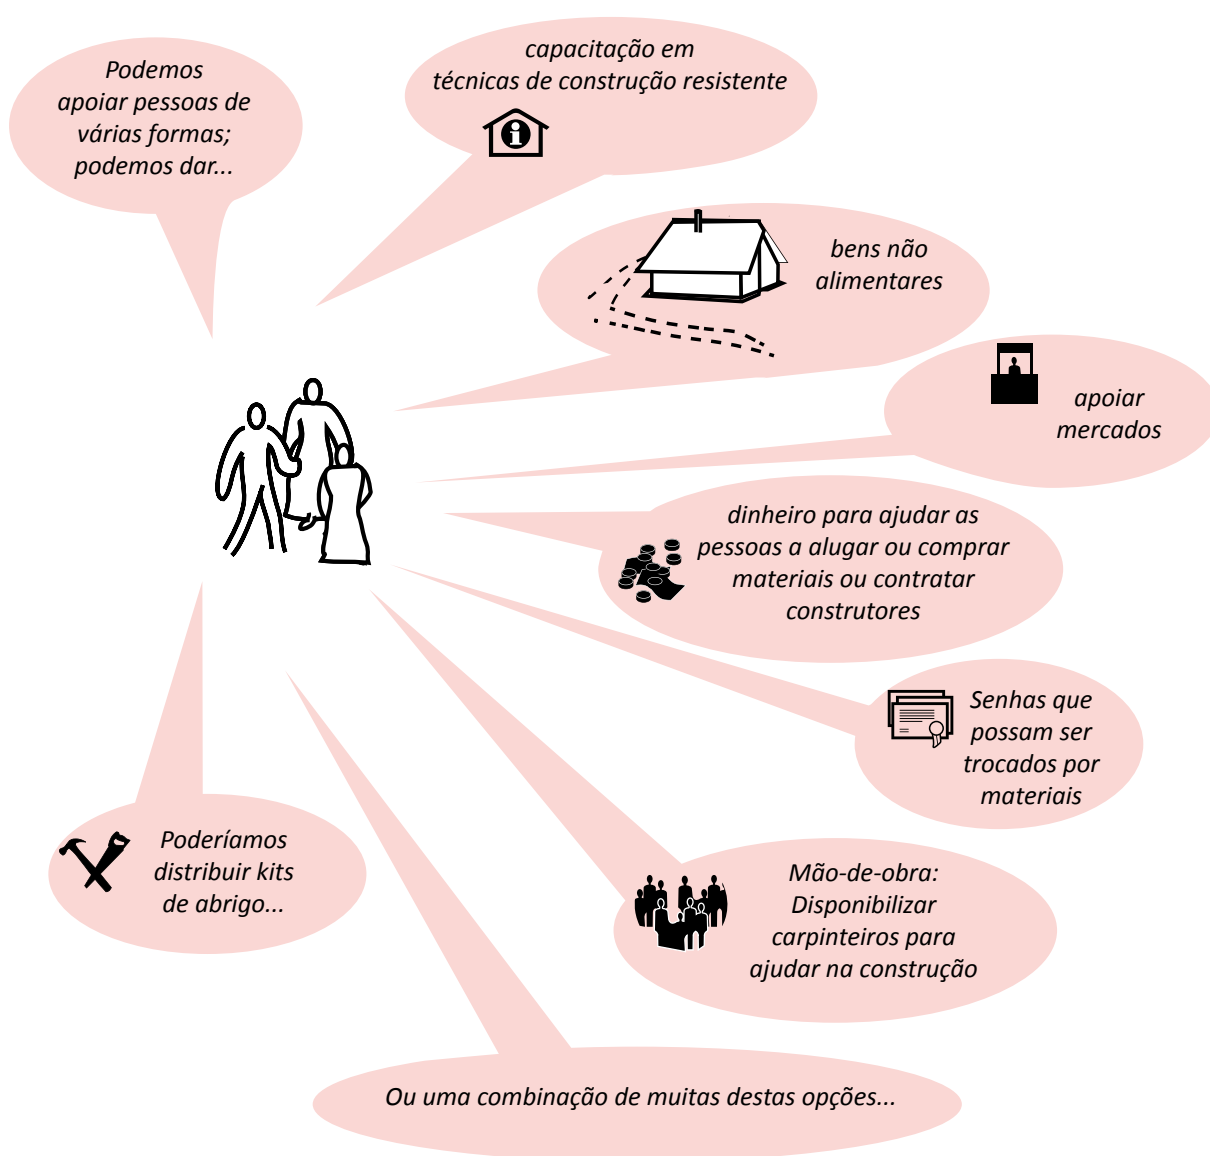 Podemos
apoiar pessoas de
várias formas;
podemos dar...
capacitação em
técnicas de construção resistente
bens não
alimentares
apoiar
mercados
dinheiro para ajudar as
pessoas a alugar ou comprar
materiais ou contratar
construtores
Senhas que
possam ser
trocados por
materiais
Mão-de-obra:
Disponibilizar
carpinteiros para
ajudar na construção
Poderíamos
distribuir kits
de abrigo...
Ou uma combinação de muitas destas opções...